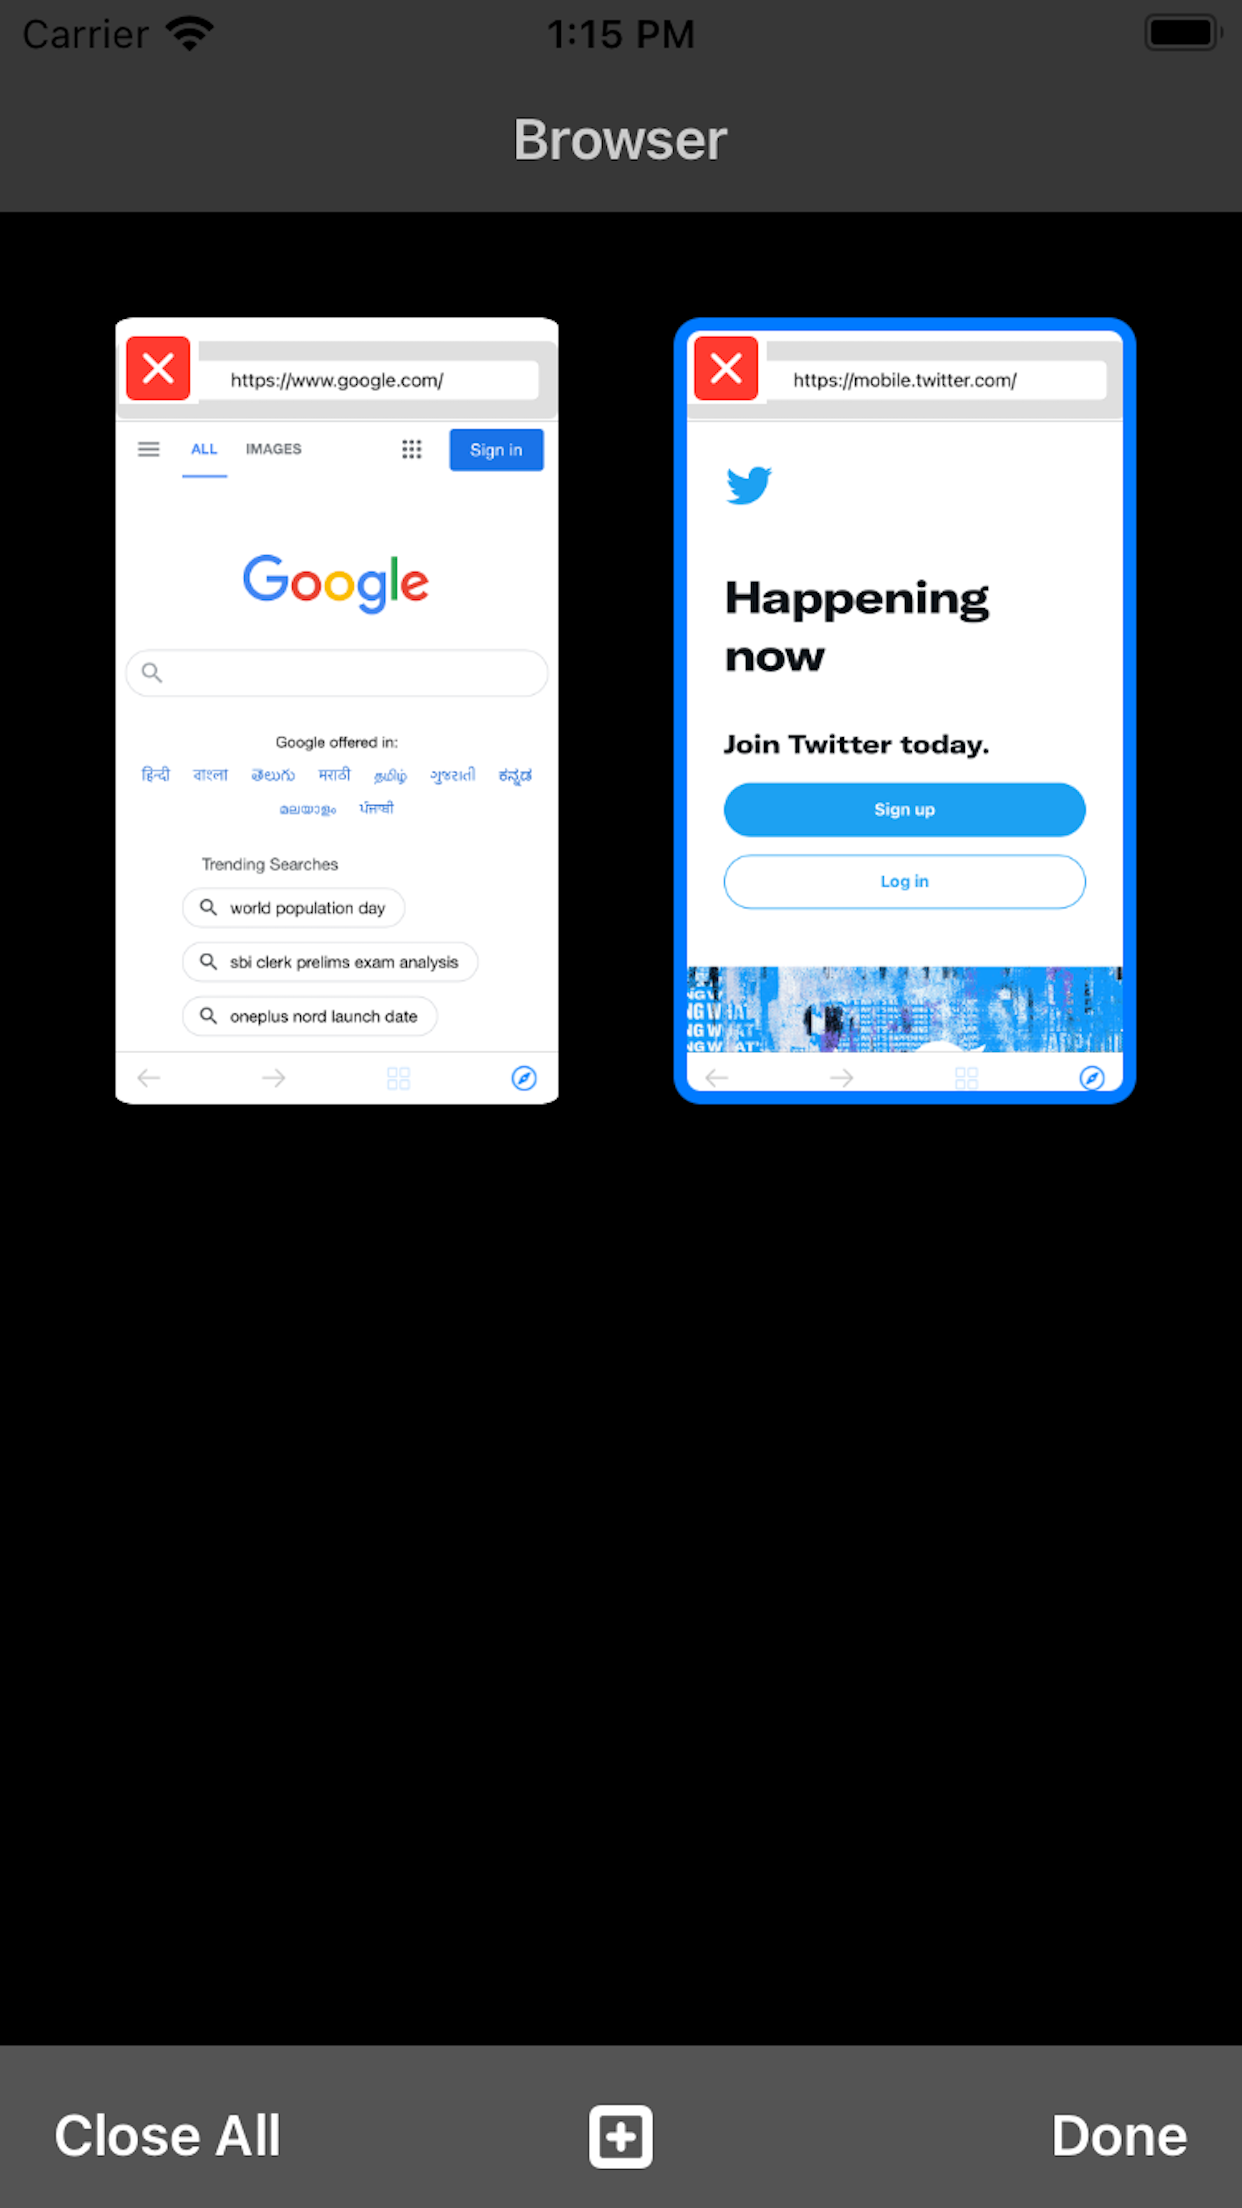 Carrier 1:15 PM
Browser
https://www.google.com/
ALL IMAGES Sign in
Google
Google offered in:
हिन्दी বাংলা తెలుగు मराठी தமிழ் ગુજરાતી ಕನ್ನಡ
മലയാളം ਪੰਜਾਬੀ
Trending Searches
world population day
sbi clerk prelims exam analysis
oneplus nord launch date
https://mobile.twitter.com/
Happening
now
Join Twitter today.
Sign up
Log in
Close All Done